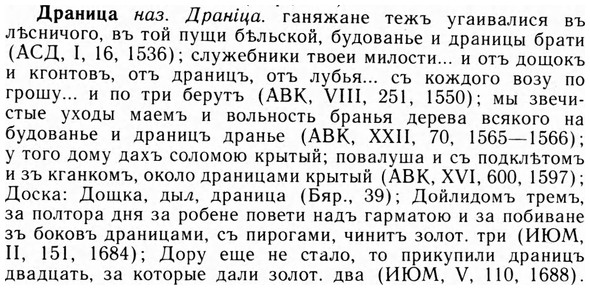 Драница наз. Драніца. ганяжане тежъ угаивалися въ
лѣсничого, въ той пущи бѣльской, будованье и драницы брати
(АСД, I, 16, 1536); служебники твоеи милости... и отъ дощокъ
и кгонтовъ, отъ драницъ, отъ лубья... съ кождого возу по
грошу... и по три берутъ (АВК, VIII, 251, 1550); мы звечи-
стые уходы маем и вольность бранья дерева всякого на
будованье и драницъ дранье (АВК, XXII, 70, 1565—1566);
у того дому дахъ соломою крытый; повалуша и съ подклѣтомъ
и зъ кганкомъ, около драницами крытый (АВК, XVI, 600, 1597);
Доска: Дощка, дыл, драница (Бяр., 39); Дойлидомъ тремъ,
за полтора дня за робене повети надъ гарматою и за побиване
зъ боковъ драницами, съ пирогами, чинитъ золот. три (ИЮМ,
II, 151, 1684); Дору еще не стало, то прикупили драницъ
двадцать, за которые дали золот. два (ИЮМ, V, 110, 1688).